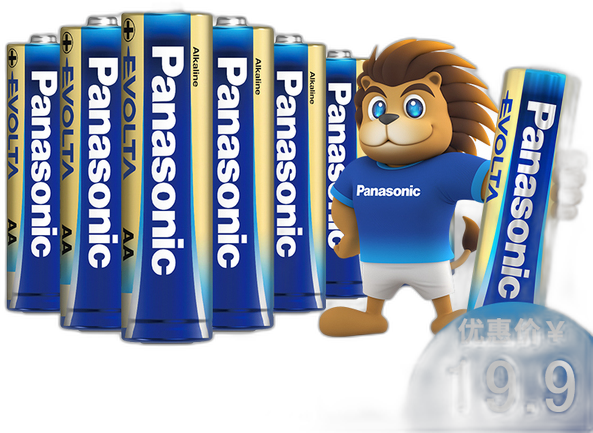 Panasonic
EVOLTA
AA
Panasonic
EVOLTA
AA
Panasonic
EVOLTA
AA
Alkaline
Panasonic
Alkaline
Panasonic
Alkaline
Panasonic
Panasonic
Panasonic
EVOLTA
优惠价¥
19.9